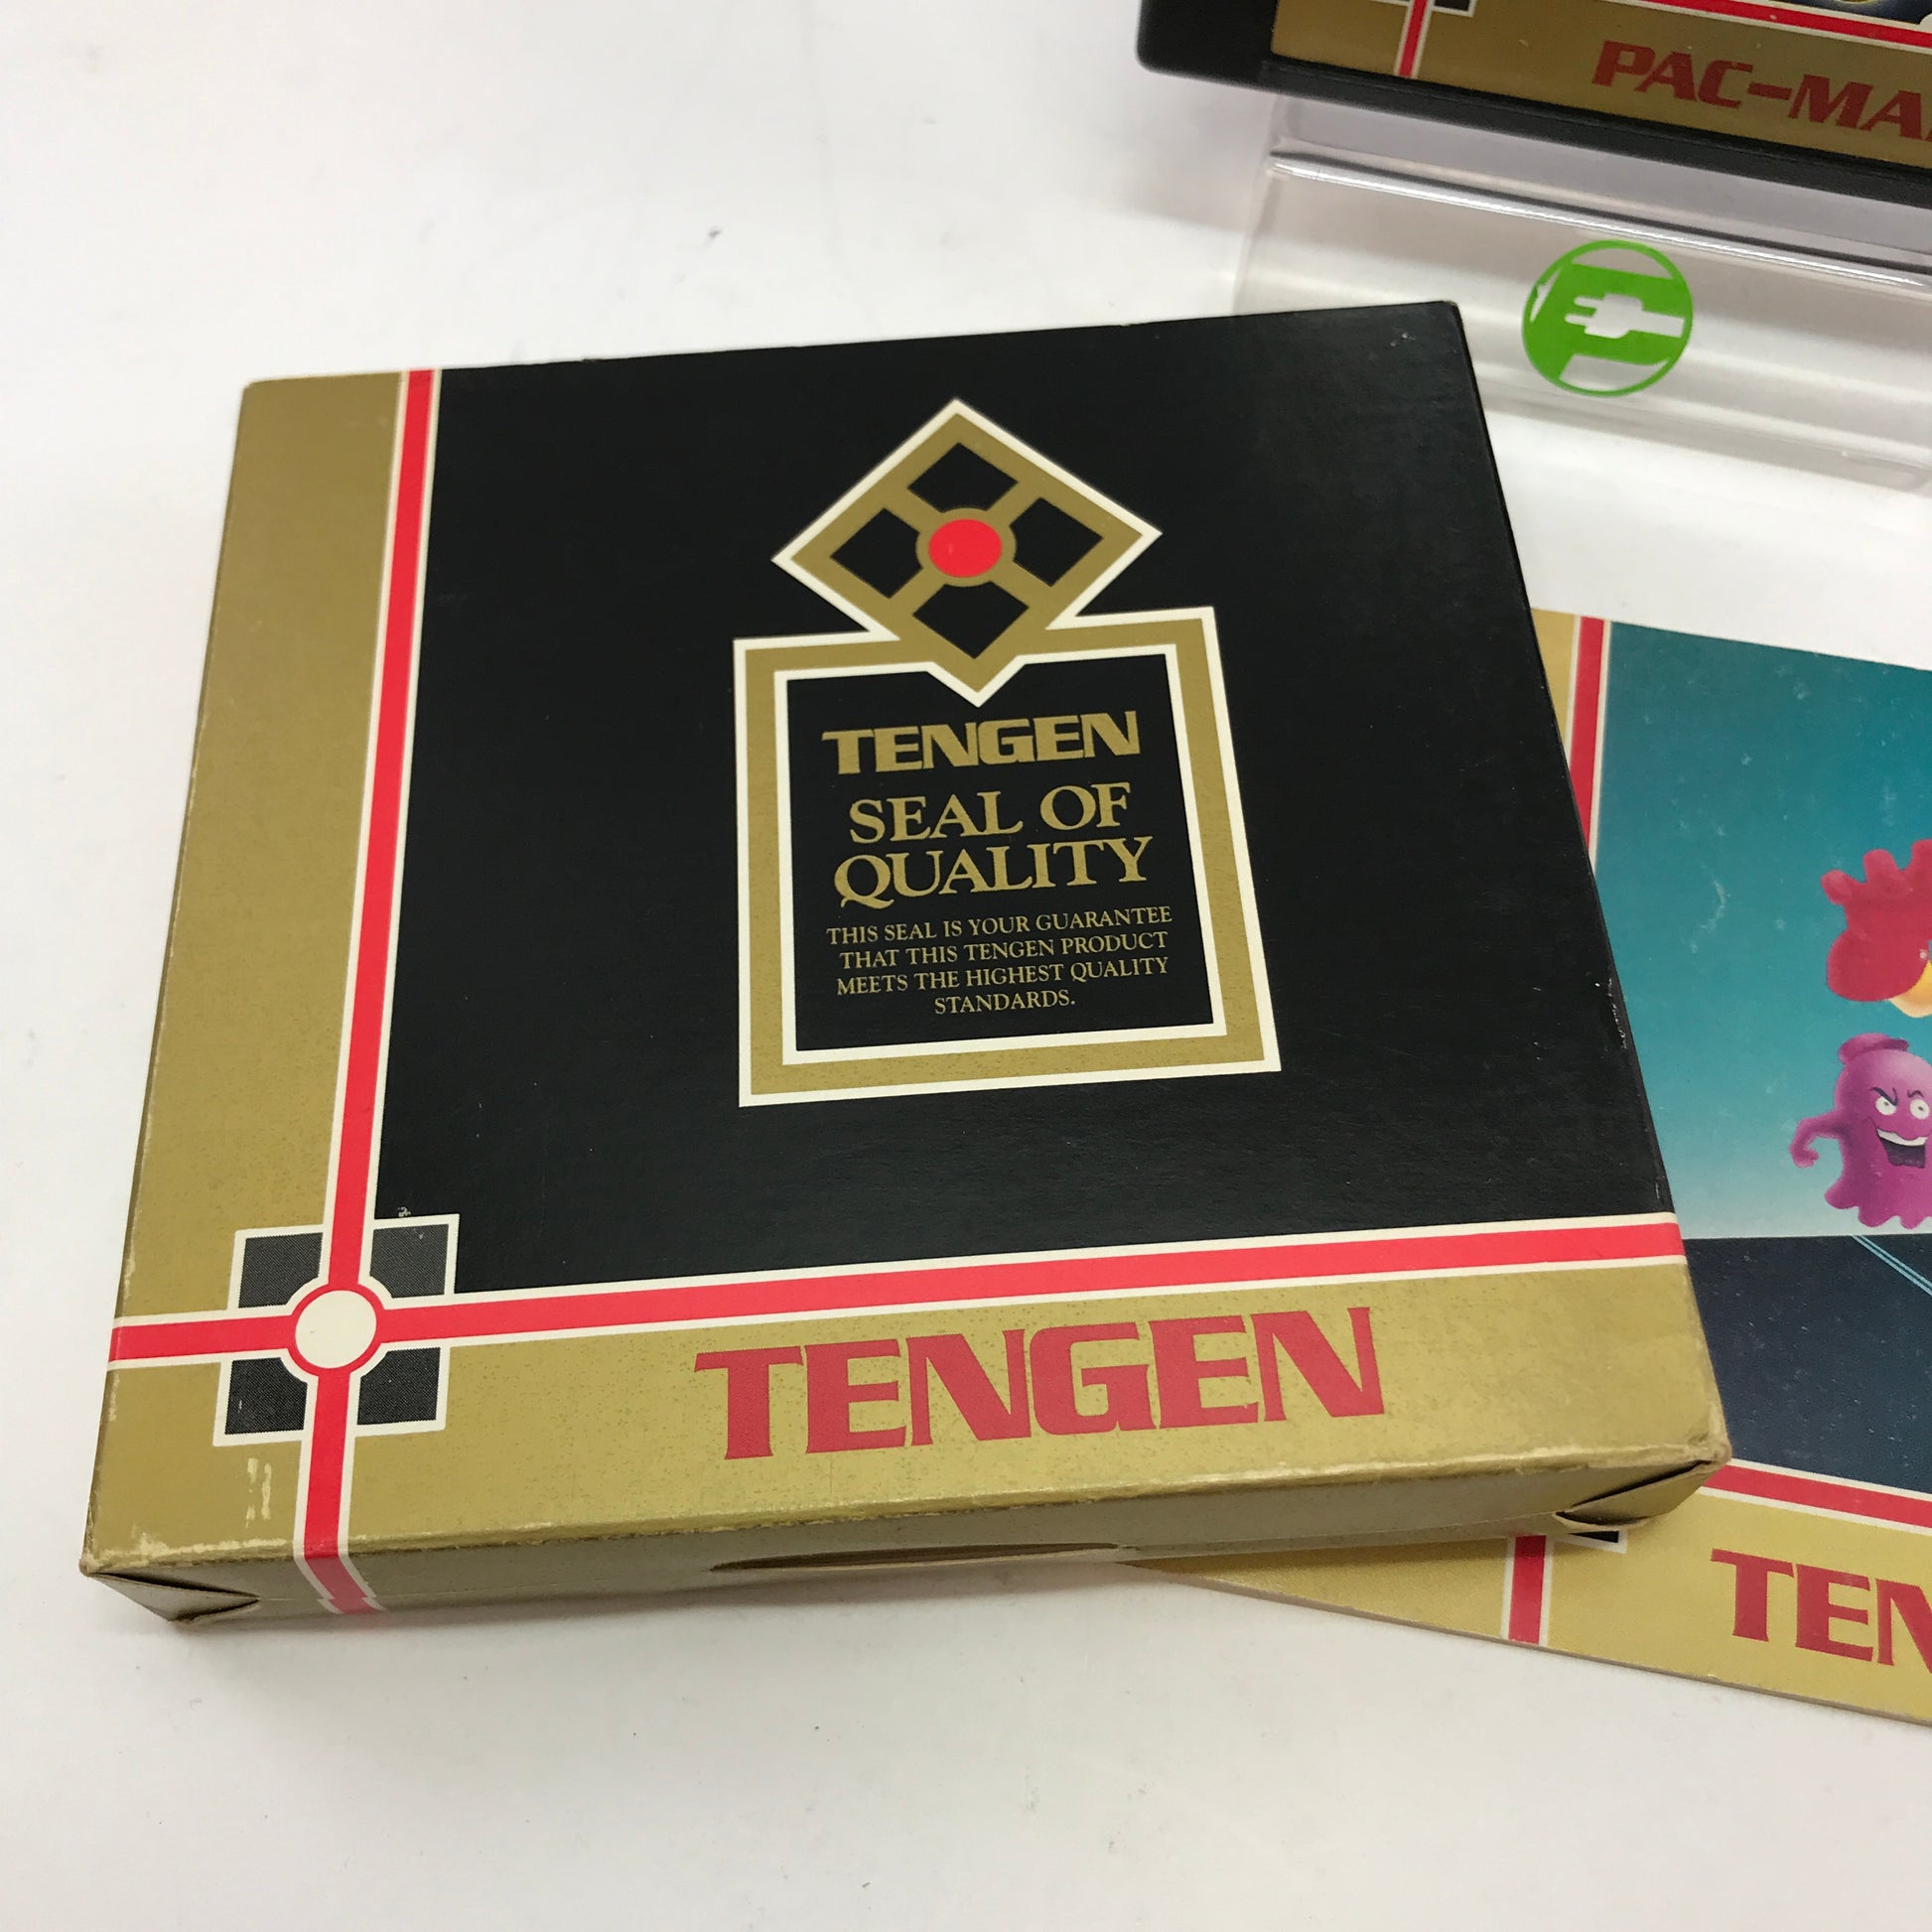 PAC-MA
TENGEN
SEAL OF
QUALITY
THIS SEAL IS YOUR GUARANTEE
THAT THIS TENGEN PRODUCT
MEETS THE HIGHEST QUALITY
STANDARDS.
TENGEN
TEN